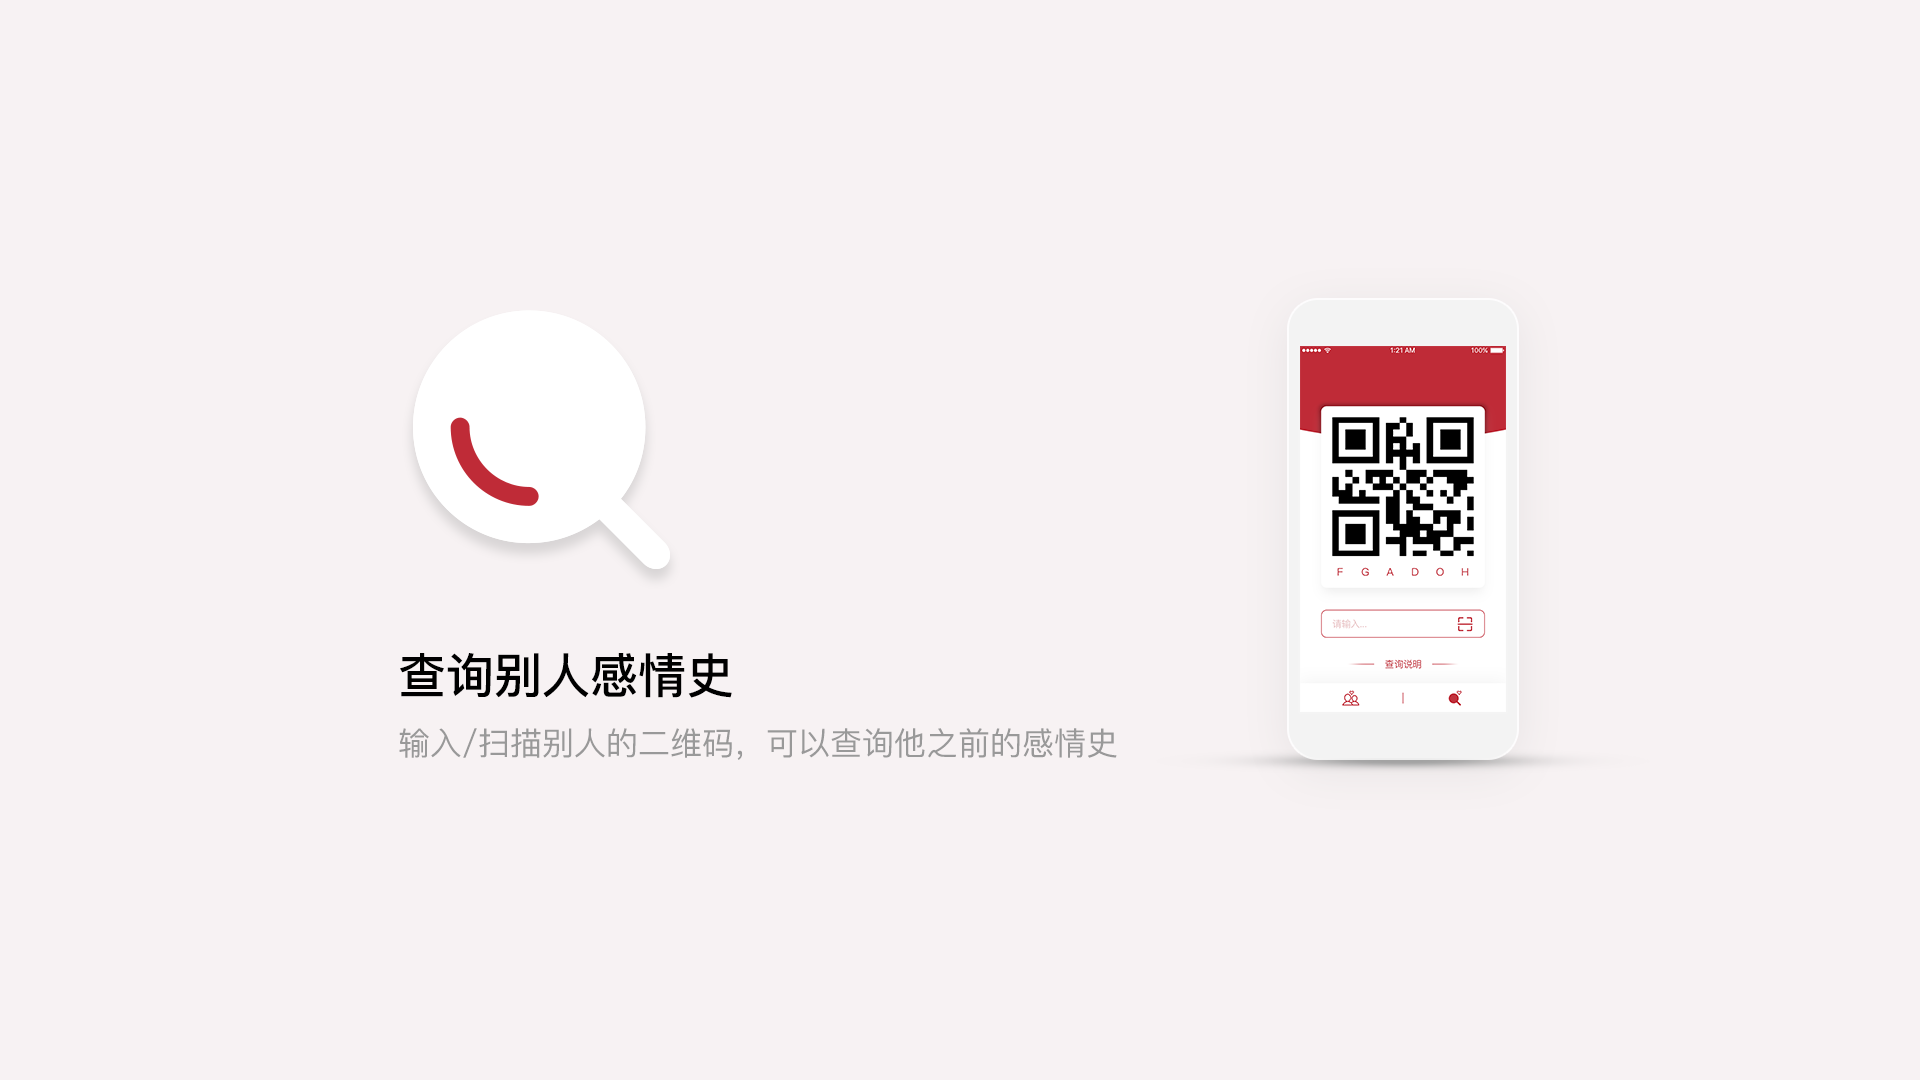 查询别人感情史
输入/扫描别人的二维码，可以查询他之前的感情史
1:21 AM
100%
F G A D O H
请输入...
查询说明